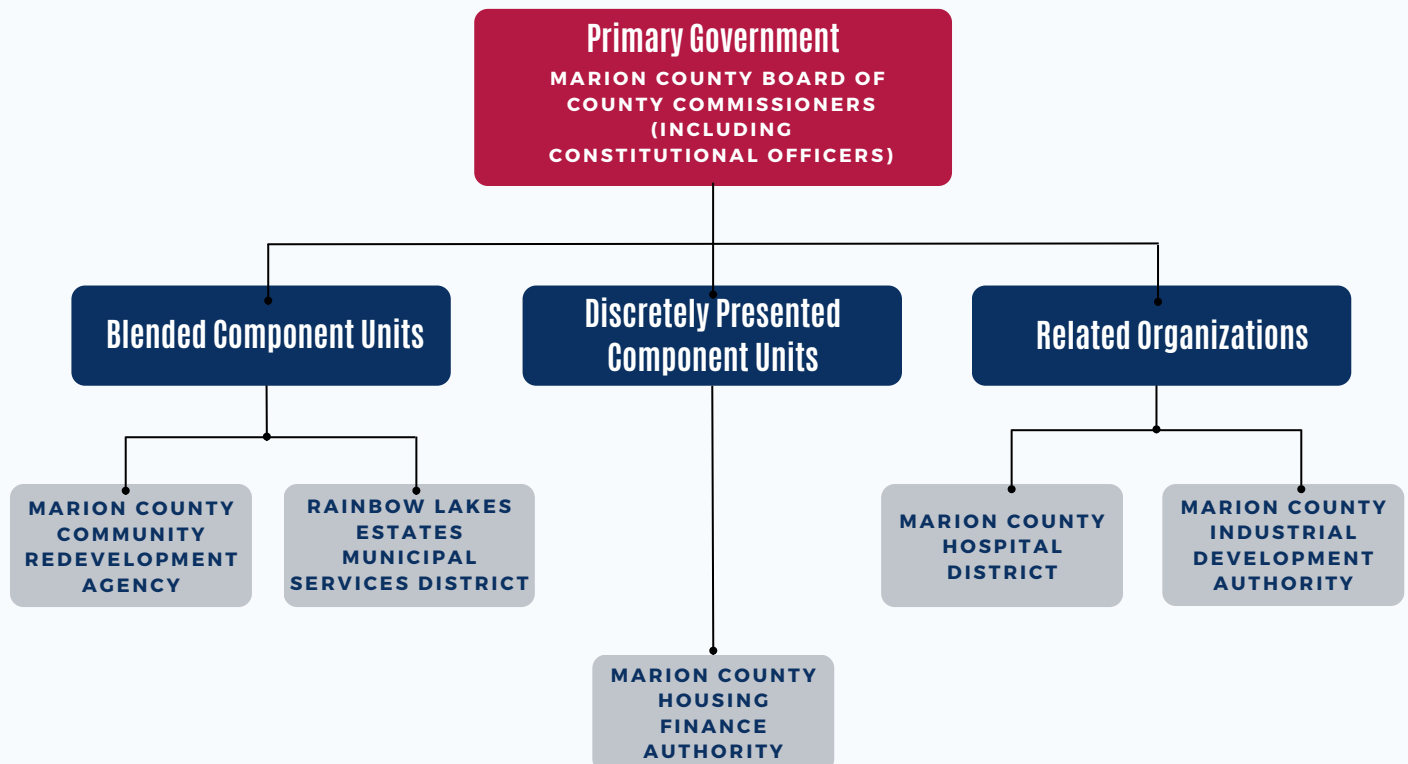 Primary Government
MARION COUNTY BOARD OF
COUNTY COMMISSIONERS
(INCLUDING
CONSTITUTIONAL OFFICERS)
Blended Component Units
Discretely Presented
Component Units
Related Organizations
MARION COUNTY
COMMUNITY
REDEVELOPMENT
AGENCY
RAINBOW LAKES
ESTATES
MUNICIPAL
SERVICES DISTRICT
MARION COUNTY
HOSPITAL
DISTRICT
MARION COUNTY
INDUSTRIAL
DEVELOPMENT
AUTHORITY
MARION COUNTY
HOUSING
FINANCE
AUTHORITY